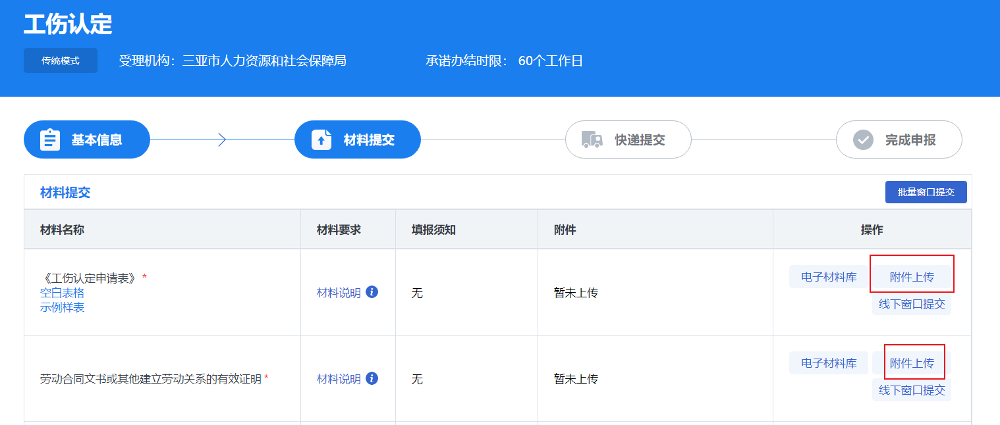 工伤认定
传统模式 受理机构：三亚市人力资源和社会保障局 承诺办结时限： 60个工作日
基本信息 材料提交 快递提交 完成申报
材料提交 批量窗口提交
材料名称 材料要求 填报须知 附件 操作
《工伤认定申请表》 *
空白表格
示例样表
材料说明 无 暂未上传
电子材料库 附件上传
线下窗口提交
劳动合同文书或其他建立劳动关系的有效证明 *
材料说明 无 暂未上传
电子材料库 附件上传
线下窗口提交